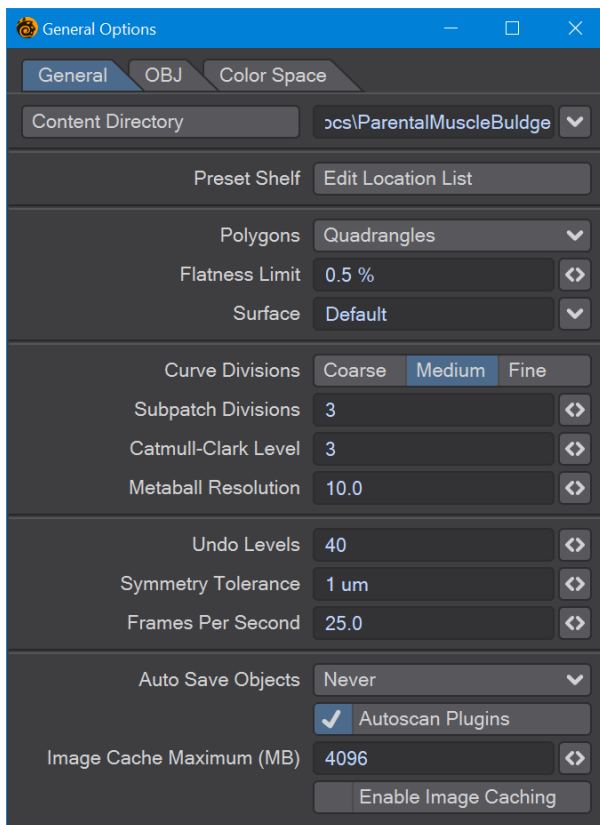 General Options
General OBJ Color Space
Content Directory ocs\ParentalMuscleBuldge
Preset Shelf Edit Location List
Polygons Quadrangles
Flatness Limit 0.5 %
Surface Default
Curve Divisions Coarse Medium Fine
Subpatch Divisions 3
Catmull-Clark Level 3
Metaball Resolution 10.0
Undo Levels 40
Symmetry Tolerance 1 um
Frames Per Second 25.0
Auto Save Objects Never
Autoscan Plugins
Image Cache Maximum (MB) 4096
Enable Image Caching